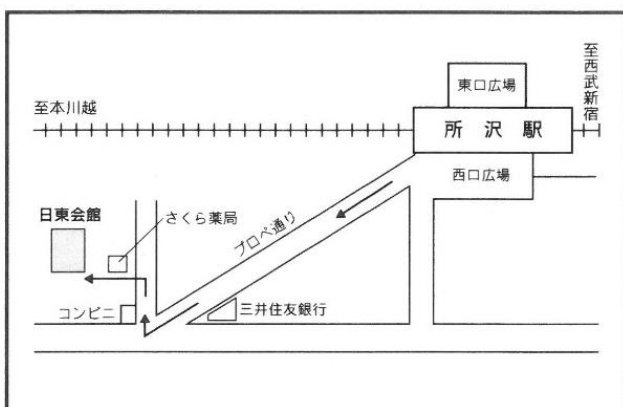 至西武新宿
東口広場
至本川越
所沢駅
西口広場
日東会館
さくら薬局
プロペ通り
コンビニ
三井住友銀行